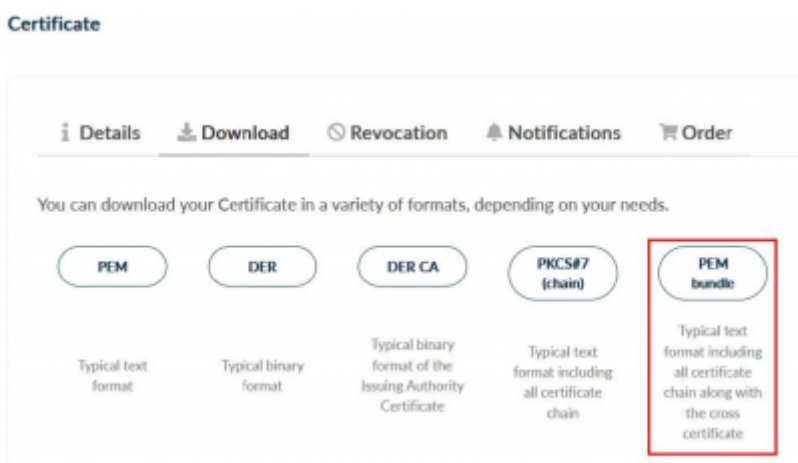 Certificate
Details Download Revocation Notifications Order
You can download your Certificate in a variety of formats, depending on your needs.
PEM
Typical text
format
DER
Typical binary
format
DER CA
Typical binary
format of the
Issuing Authority
Certificate
PKCS#7
(chain)
Typical text
format including
all certificate
chain
PEM
bundle
Typical text
format including
all certificate
chain along with
the cross
certificate